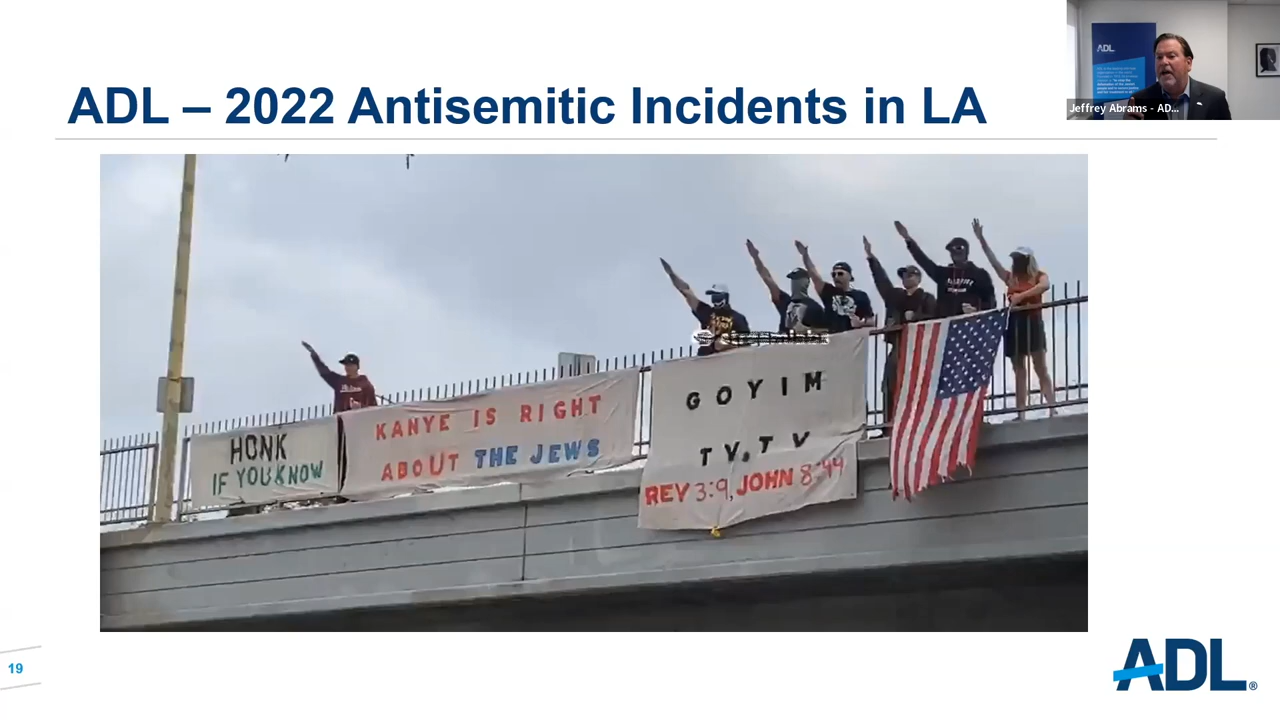 ADL – 2022 Antisemitic Incidents in LA
ADL
Jeffrey Abrams - AD...
HONK
IF YOU KNOW
KANYE IS RIGHT
ABOUT THE JEWS
GOYIM
TV.TV
REV 3:9, JOHN 8:44
19
ADL®